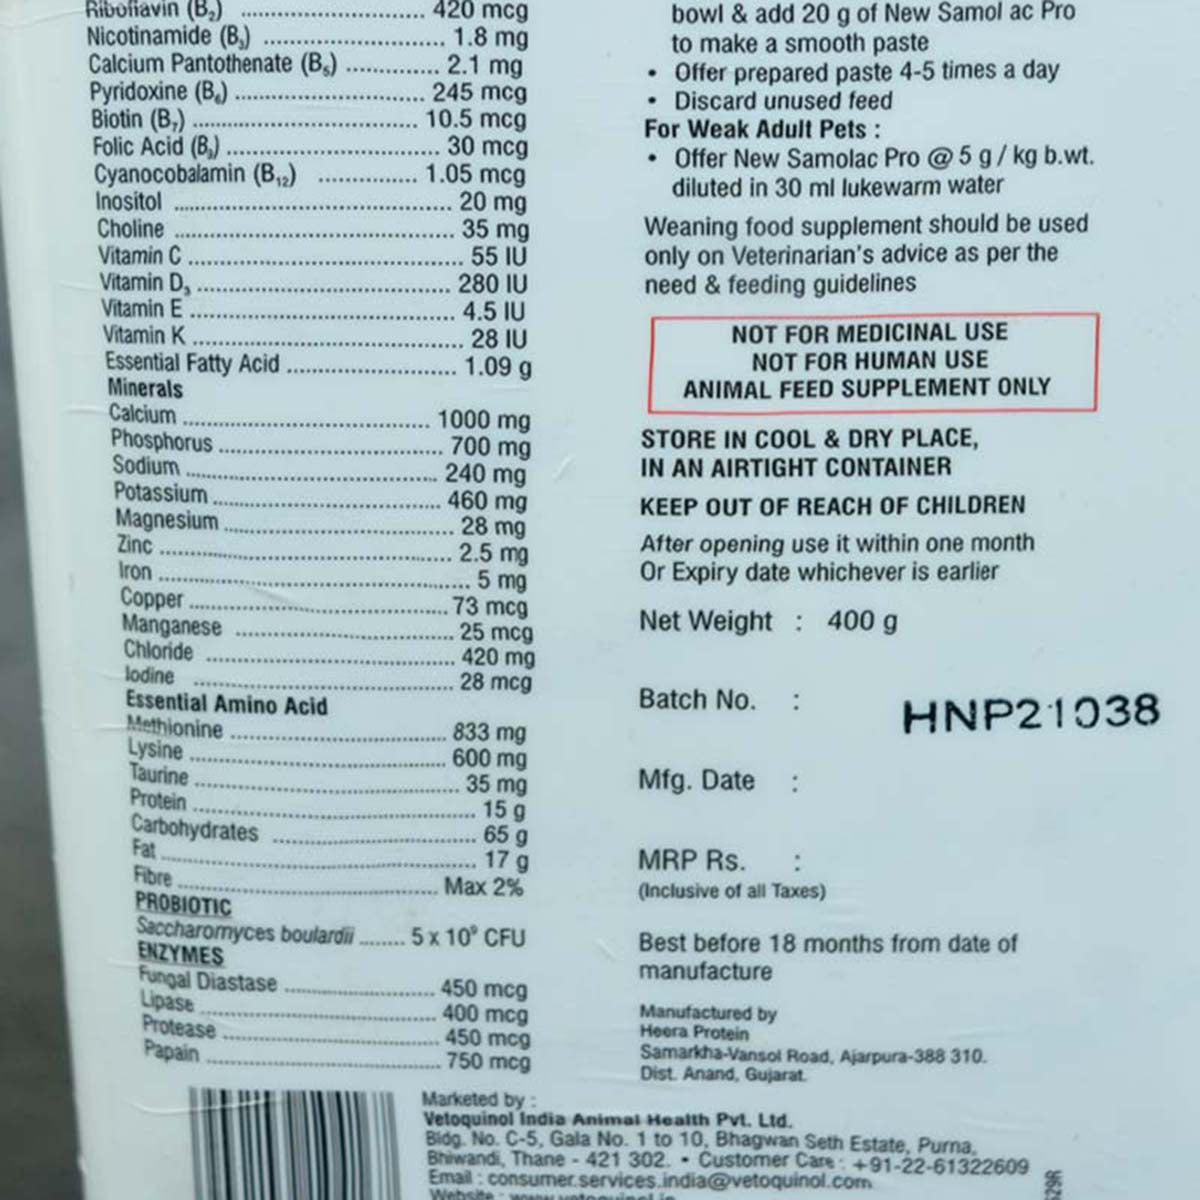 Riboflavin (B₂) ........ 420 mcg
Nicotinamide (B₃) ........ 1.8 mg
Calcium Pantothenate (B₅) ........ 2.1 mg
Pyridoxine (B₆) ........ 245 mcg
Biotin (B₇) ........ 10.5 mcg
Folic Acid (B₉) ........ 30 mcg
Cyanocobalamin (B₁₂) ........ 1.05 mcg
Inositol ........ 20 mg
Choline ........ 35 mg
Vitamin C ........ 55 IU
Vitamin D₃ ........ 280 IU
Vitamin E ........ 4.5 IU
Vitamin K ........ 28 IU
Essential Fatty Acid ........ 1.09 g
Minerals
Calcium ........ 1000 mg
Phosphorus ........ 700 mg
Sodium ........ 240 mg
Potassium ........ 460 mg
Magnesium ........ 28 mg
Zinc ........ 2.5 mg
Iron ........ 5 mg
Copper ........ 73 mcg
Manganese ........ 25 mcg
Chloride ........ 420 mg
Iodine ........ 28 mcg
Essential Amino Acid
Methionine ........ 833 mg
Lysine ........ 600 mg
Taurine ........ 35 mg
Protein ........ 15 g
Carbohydrates ........ 65 g
Fat ........ 17 g
Fibre ........ Max 2%
PROBIOTIC
Saccharomyces boulardii ........ 5 x 10⁹ CFU
ENZYMES
Fungal Diastase ........ 450 mcg
Lipase ........ 400 mcg
Protease ........ 450 mcg
Papain ........ 750 mcg
bowl & add 20 g of New Samol ac Pro
to make a smooth paste
• Offer prepared paste 4-5 times a day
• Discard unused feed
For Weak Adult Pets :
• Offer New Samolac Pro @ 5 g / kg b.wt.
diluted in 30 ml lukewarm water
Weaning food supplement should be used
only on Veterinarian's advice as per the
need & feeding guidelines
NOT FOR MEDICINAL USE
NOT FOR HUMAN USE
ANIMAL FEED SUPPLEMENT ONLY
STORE IN COOL & DRY PLACE,
IN AN AIRTIGHT CONTAINER
KEEP OUT OF REACH OF CHILDREN
After opening use it within one month
Or Expiry date whichever is earlier
Net Weight : 400 g
Batch No. : HNP21038
Mfg. Date :
MRP Rs. :
(Inclusive of all Taxes)
Best before 18 months from date of
manufacture
Manufactured by
Heera Protein
Samarkha-Vansol Road, Ajarpura-388 310.
Dist. Anand, Gujarat.
Marketed by :
Vetoquinol India Animal Health Pvt. Ltd.
Bldg. No. C-5, Gala No. 1 to 10, Bhagwan Seth Estate, Purna,
Bhiwandi, Thane - 421 302. • Customer Care : +91-22-61322609
Email : consumer.services.india@vetoquinol.com
Website : www.vetoquinol.in